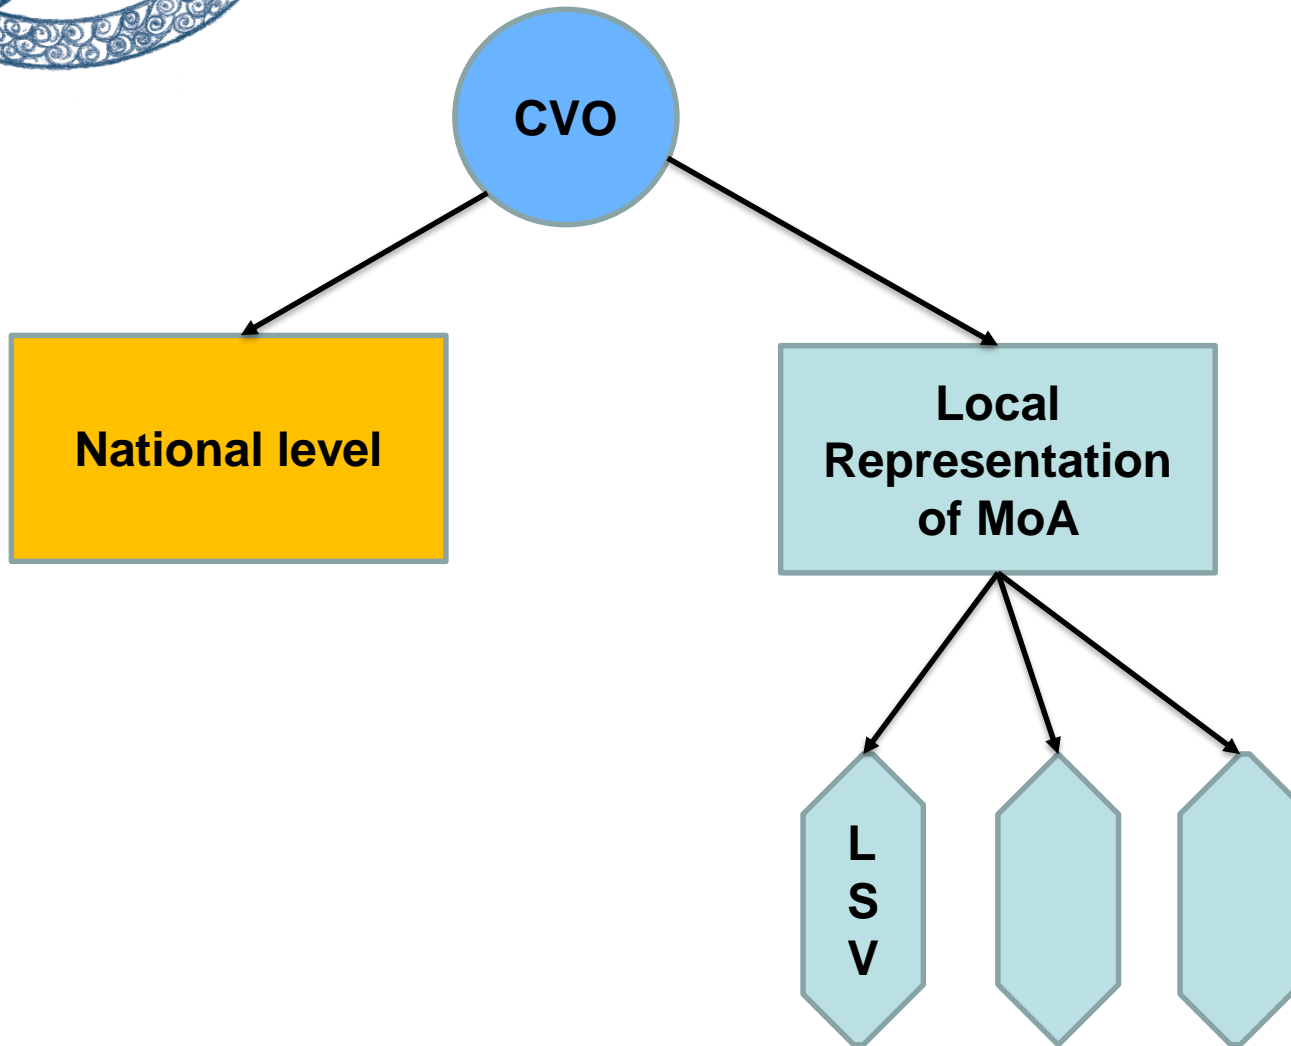 CVO
National level
Local
Representation
of MoA
L
S
V